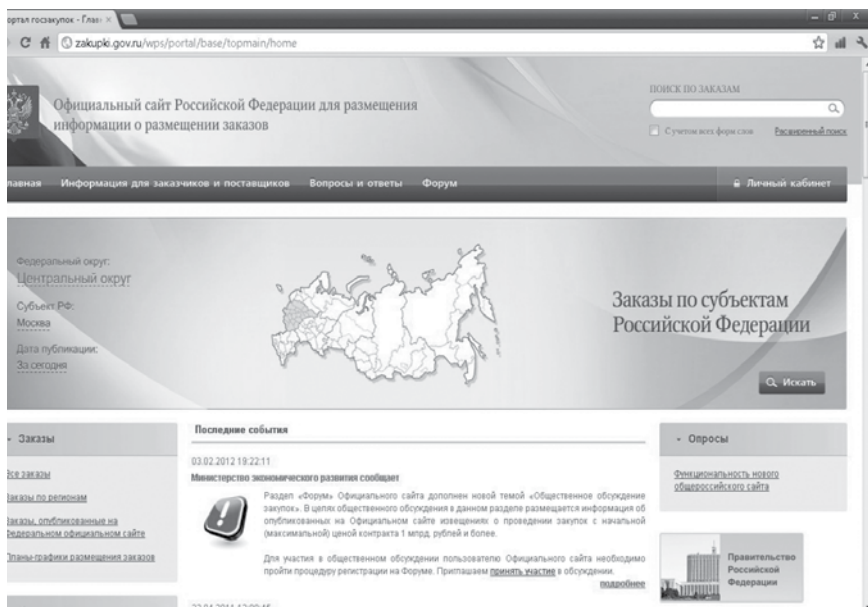 ортал госзакупок - Глав
zakupki.gov.ru/wps/portal/base/topmain/home
Официальный сайт Российской Федерации для размещения
информации о размещении заказов
ПОИСК ПО ЗАКАЗАМ
С учетом всех форм слов Расширенный поиск
лавная Информация для заказчиков и поставщиков Вопросы и ответы Форум Личный кабинет
Федеральный округ:
Центральный округ
Субъект РФ:
Москва
Дата публикации:
За сегодня
Заказы по субъектам
Российской Федерации
Искать
Заказы
Все заказы
Заказы по регионам
Заказы, опубликованные на
Федеральном официальном сайте
Планы-графики размещения заказов
Последние события
03.02.2012 19:22:11
Министерство экономического развития сообщает
Раздел «Форум» Официального сайта дополнен новой темой «Общественное обсуждение
закупок». В целях общественного обсуждения в данном разделе размещается информация об
опубликованных на Официальном сайте извещениях о проведении закупок с начальной
(максимальной) ценой контракта 1 млрд. рублей и более.
Для участия в общественном обсуждении пользователю Официального сайта необходимо
пройти процедуру регистрации на Форуме. Приглашаем принять участие в обсуждении.
подробнее
Опросы
Функциональность нового
общероссийского сайта
Правительство
Российской
Федерации